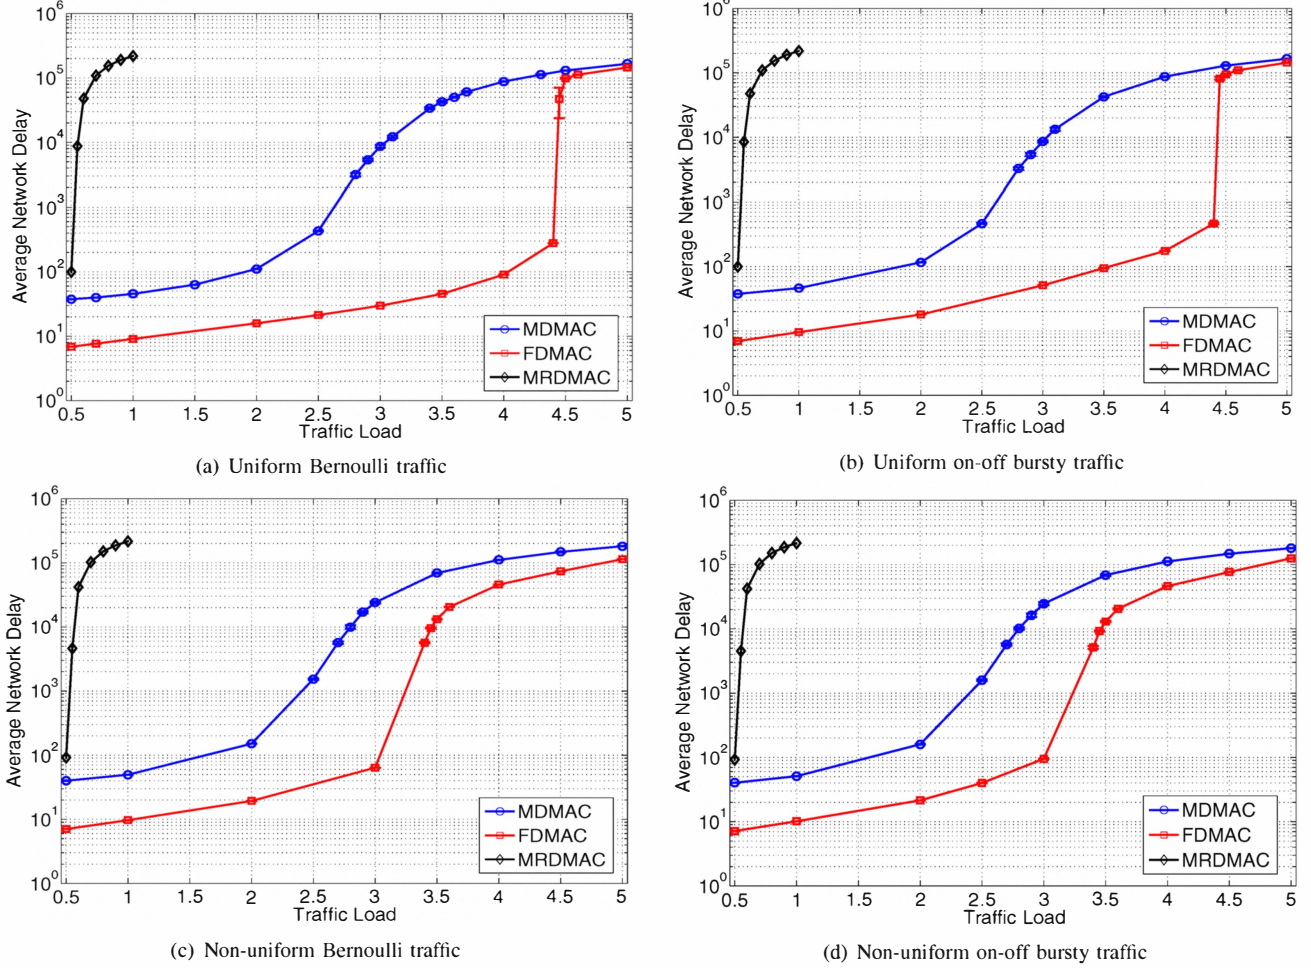 10^6
10^5
10^4
10^3
10^2
10^1
10^0
Average Network Delay
0.5 1 1.5 2 2.5 3 3.5 4 4.5 5
Traffic Load
MDMAC
FDMAC
MRDMAC
(a) Uniform Bernoulli traffic
10^6
10^5
10^4
10^3
10^2
10^1
10^0
Average Network Delay
0.5 1 1.5 2 2.5 3 3.5 4 4.5 5
Traffic Load
MDMAC
FDMAC
MRDMAC
(b) Uniform on-off bursty traffic
10^6
10^5
10^4
10^3
10^2
10^1
10^0
Average Network Delay
0.5 1 1.5 2 2.5 3 3.5 4 4.5 5
Traffic Load
MDMAC
FDMAC
MRDMAC
(c) Non-uniform Bernoulli traffic
10^6
10^5
10^4
10^3
10^2
10^1
10^0
Average Network Delay
0.5 1 1.5 2 2.5 3 3.5 4 4.5 5
Traffic Load
MDMAC
FDMAC
MRDMAC
(d) Non-uniform on-off bursty traffic